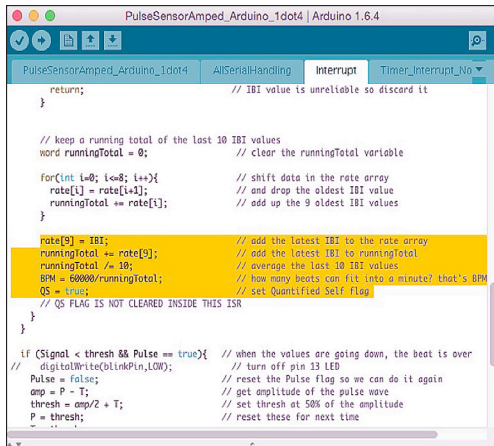 PulseSensorAmped_Arduino_1dot4 | Arduino 1.6.4
PulseSensorAmped_Arduino_1dot4 AllSerialHandling Interrupt Timer_Interrupt_No
return; // IBI value is unreliable so discard it
}
// keep a running total of the last 10 IBI values
word runningTotal = 0; // clear the runningTotal variable
for(int i=0; i<=8; i++){ // shift data in the rate array
rate[i] = rate[i+1]; // and drop the oldest IBI value
runningTotal += rate[i]; // add up the 9 oldest IBI values
}
rate[9] = IBI; // add the latest IBI to the rate array
runningTotal += rate[9]; // add the latest IBI to runningTotal
runningTotal /= 10; // average the last 10 IBI values
BPM = 60000/runningTotal; // how many beats can fit into a minute? that's BPM
QS = true; // set Quantified Self flag
// QS FLAG IS NOT CLEARED INSIDE THIS ISR
}
}
if (Signal < thresh && Pulse == true){ // when the values are going down, the beat is over
// digitalWrite(blinkPin,LOW); // turn off pin 13 LED
Pulse = false; // reset the Pulse flag so we can do it again
amp = P - T; // get amplitude of the pulse wave
thresh = amp/2 + T; // set thresh at 50% of the amplitude
P = thresh; // reset these for next time